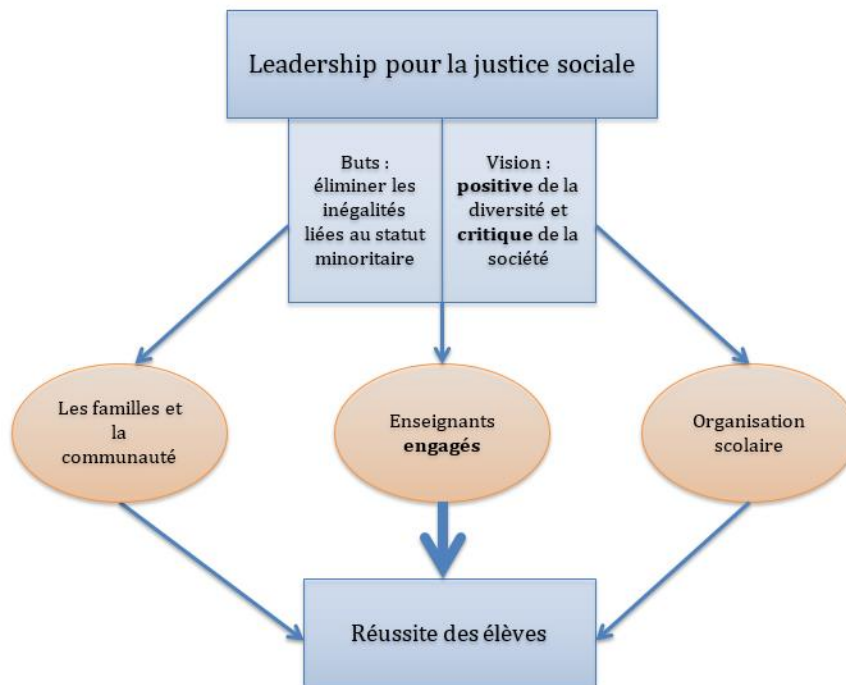 Leadership pour la justice sociale
Buts :
éliminer les
inégalités
liées au statut
minoritaire
Vision :
positive de la
diversité et
critique de la
société
Les familles et
la
communauté
Enseignants
engagés
Organisation
scolaire
Réussite des élèves